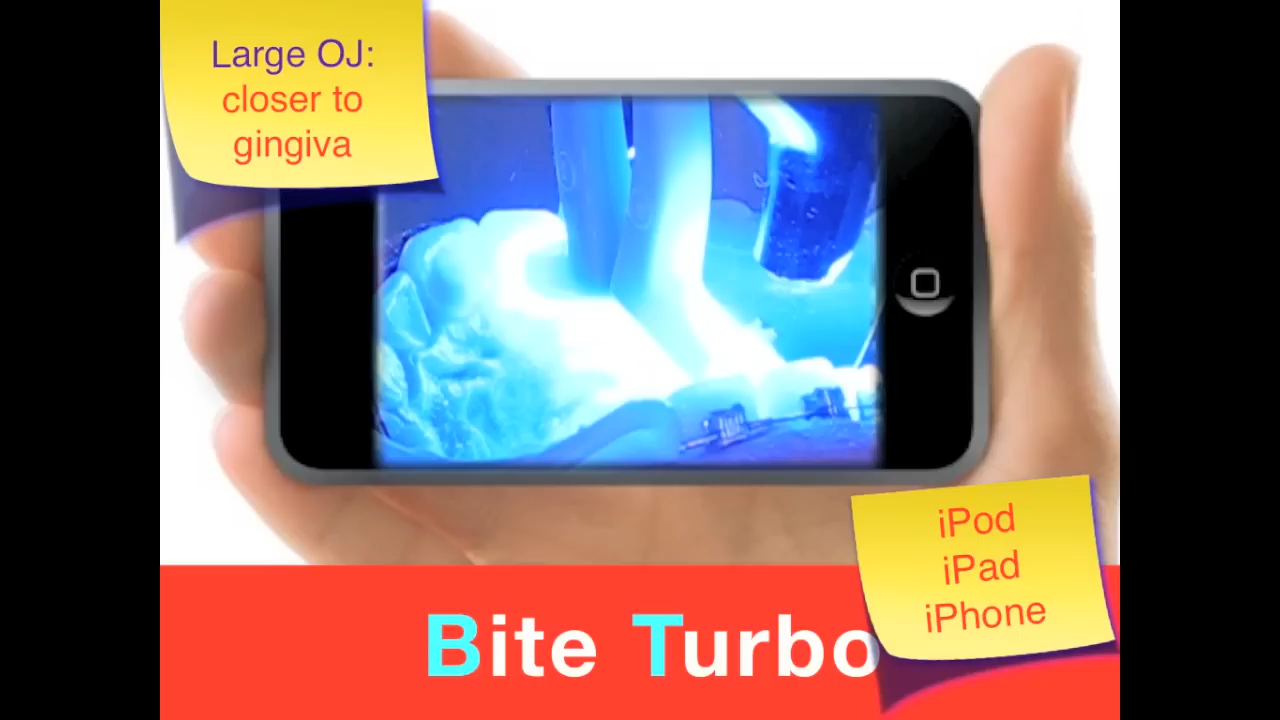 Large OJ:
closer to
gingiva
iPod
iPad
iPhone
Bite Turbo